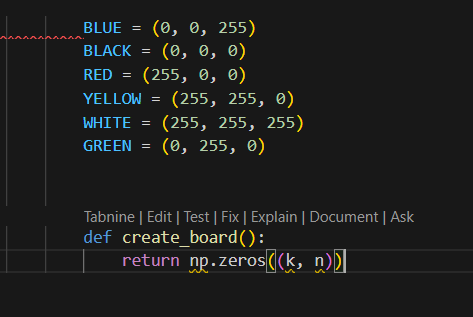 BLUE = (0, 0, 255)
BLACK = (0, 0, 0)
RED = (255, 0, 0)
YELLOW = (255, 255, 0)
WHITE = (255, 255, 255)
GREEN = (0, 255, 0)
Tabnine | Edit | Test | Fix | Explain | Document | Ask
def create_board():
return np.zeros((k, n))